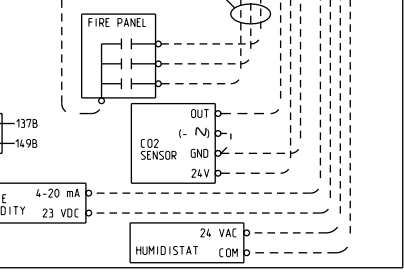 FIRE PANEL
OUT
(- ~)
CO2
SENSOR
GND
24V
137B
149B
E
DITY
4-20 mA
23 VDC
HUMIDISTAT
24 VAC
COM